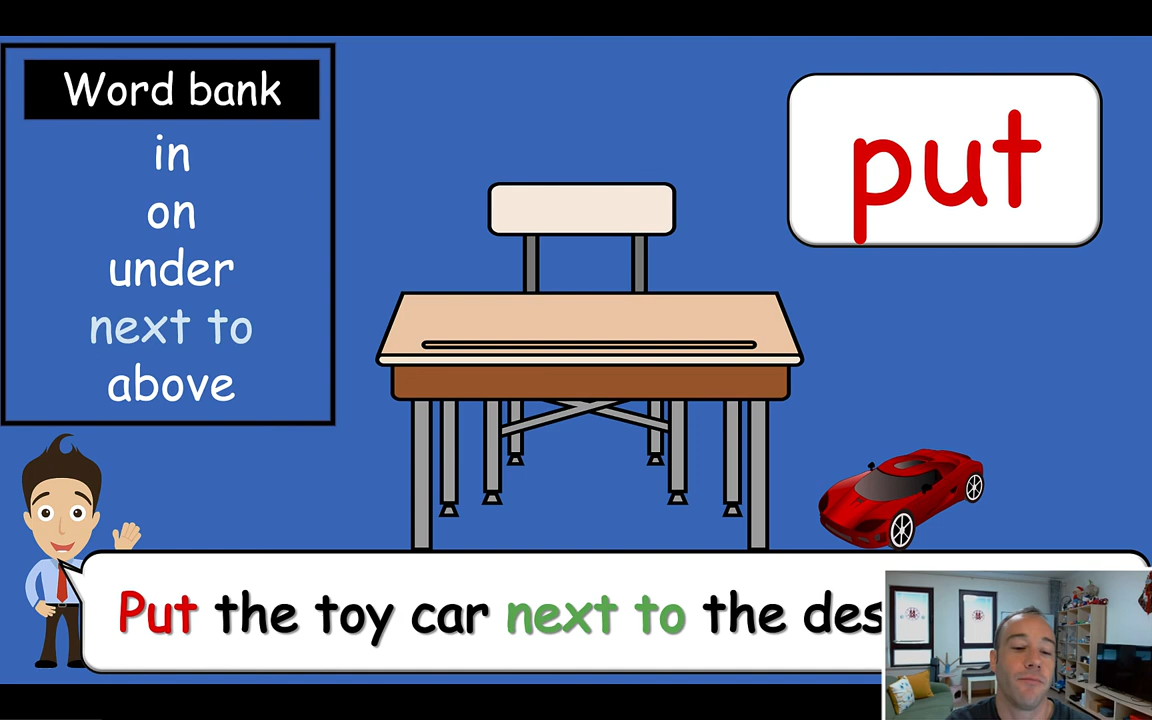 Word bank
in
on
under
next to
above
put
Put the toy car next to the des